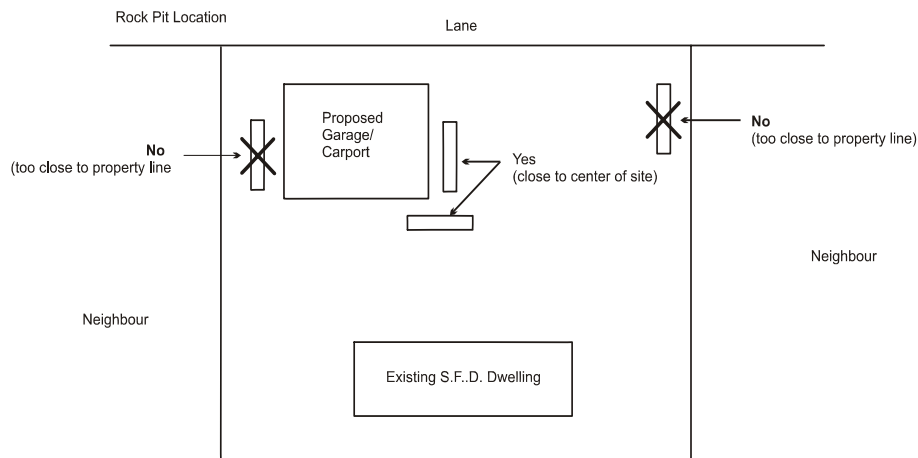 Rock Pit Location
Lane
Proposed
Garage/
Carport
No
(too close to property line
Yes
(close to center of site)
No
(too close to property line)
Neighbour
Neighbour
Existing S.F..D. Dwelling